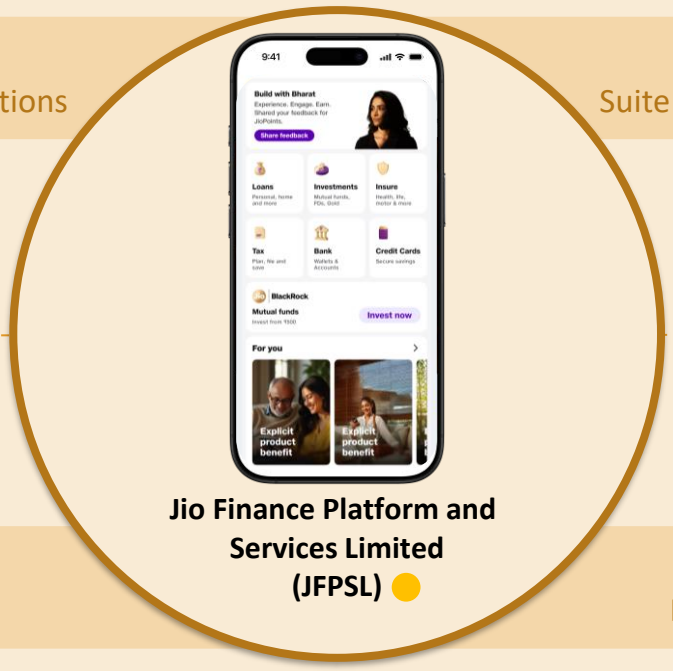 tions
Suite
9:41
Build with Bharat
Experience. Engage. Earn.
Shared your feedback for
JioPoints.
Share feedback
Loans
Personal, home
and more
Investments
Mutual funds,
FDs, Gold
Insure
Health, life,
motor & more
Tax
Plan, file and
save
Bank
Wallets &
Accounts
Credit Cards
Secure savings
Jio BlackRock
Mutual funds
Invest from ₹500
Invest now
For you
Explicit
product
benefit
Explicit
product
benefit
Jio Finance Platform and
Services Limited
(JFPSL)